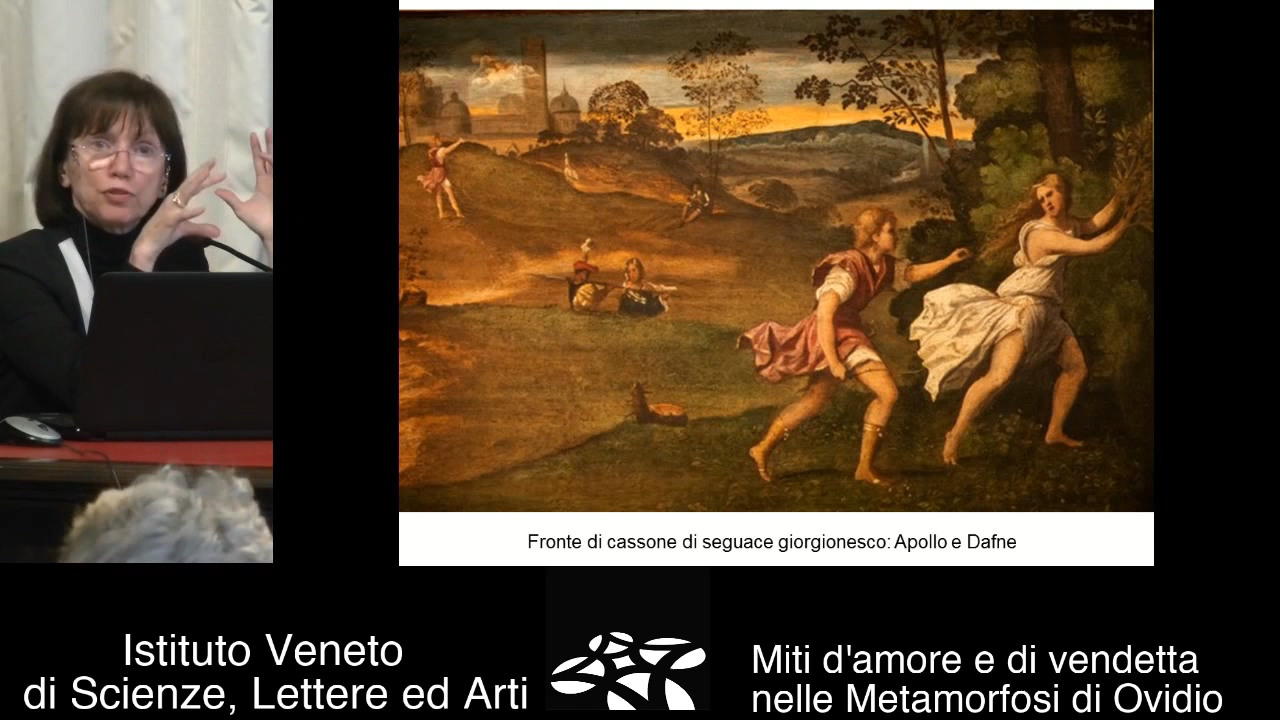 Fronte di cassone di seguace giorgionesco: Apollo e Dafne
Istituto Veneto
di Scienze, Lettere ed Arti
Miti d'amore e di vendetta
nelle Metamorfosi di Ovidio